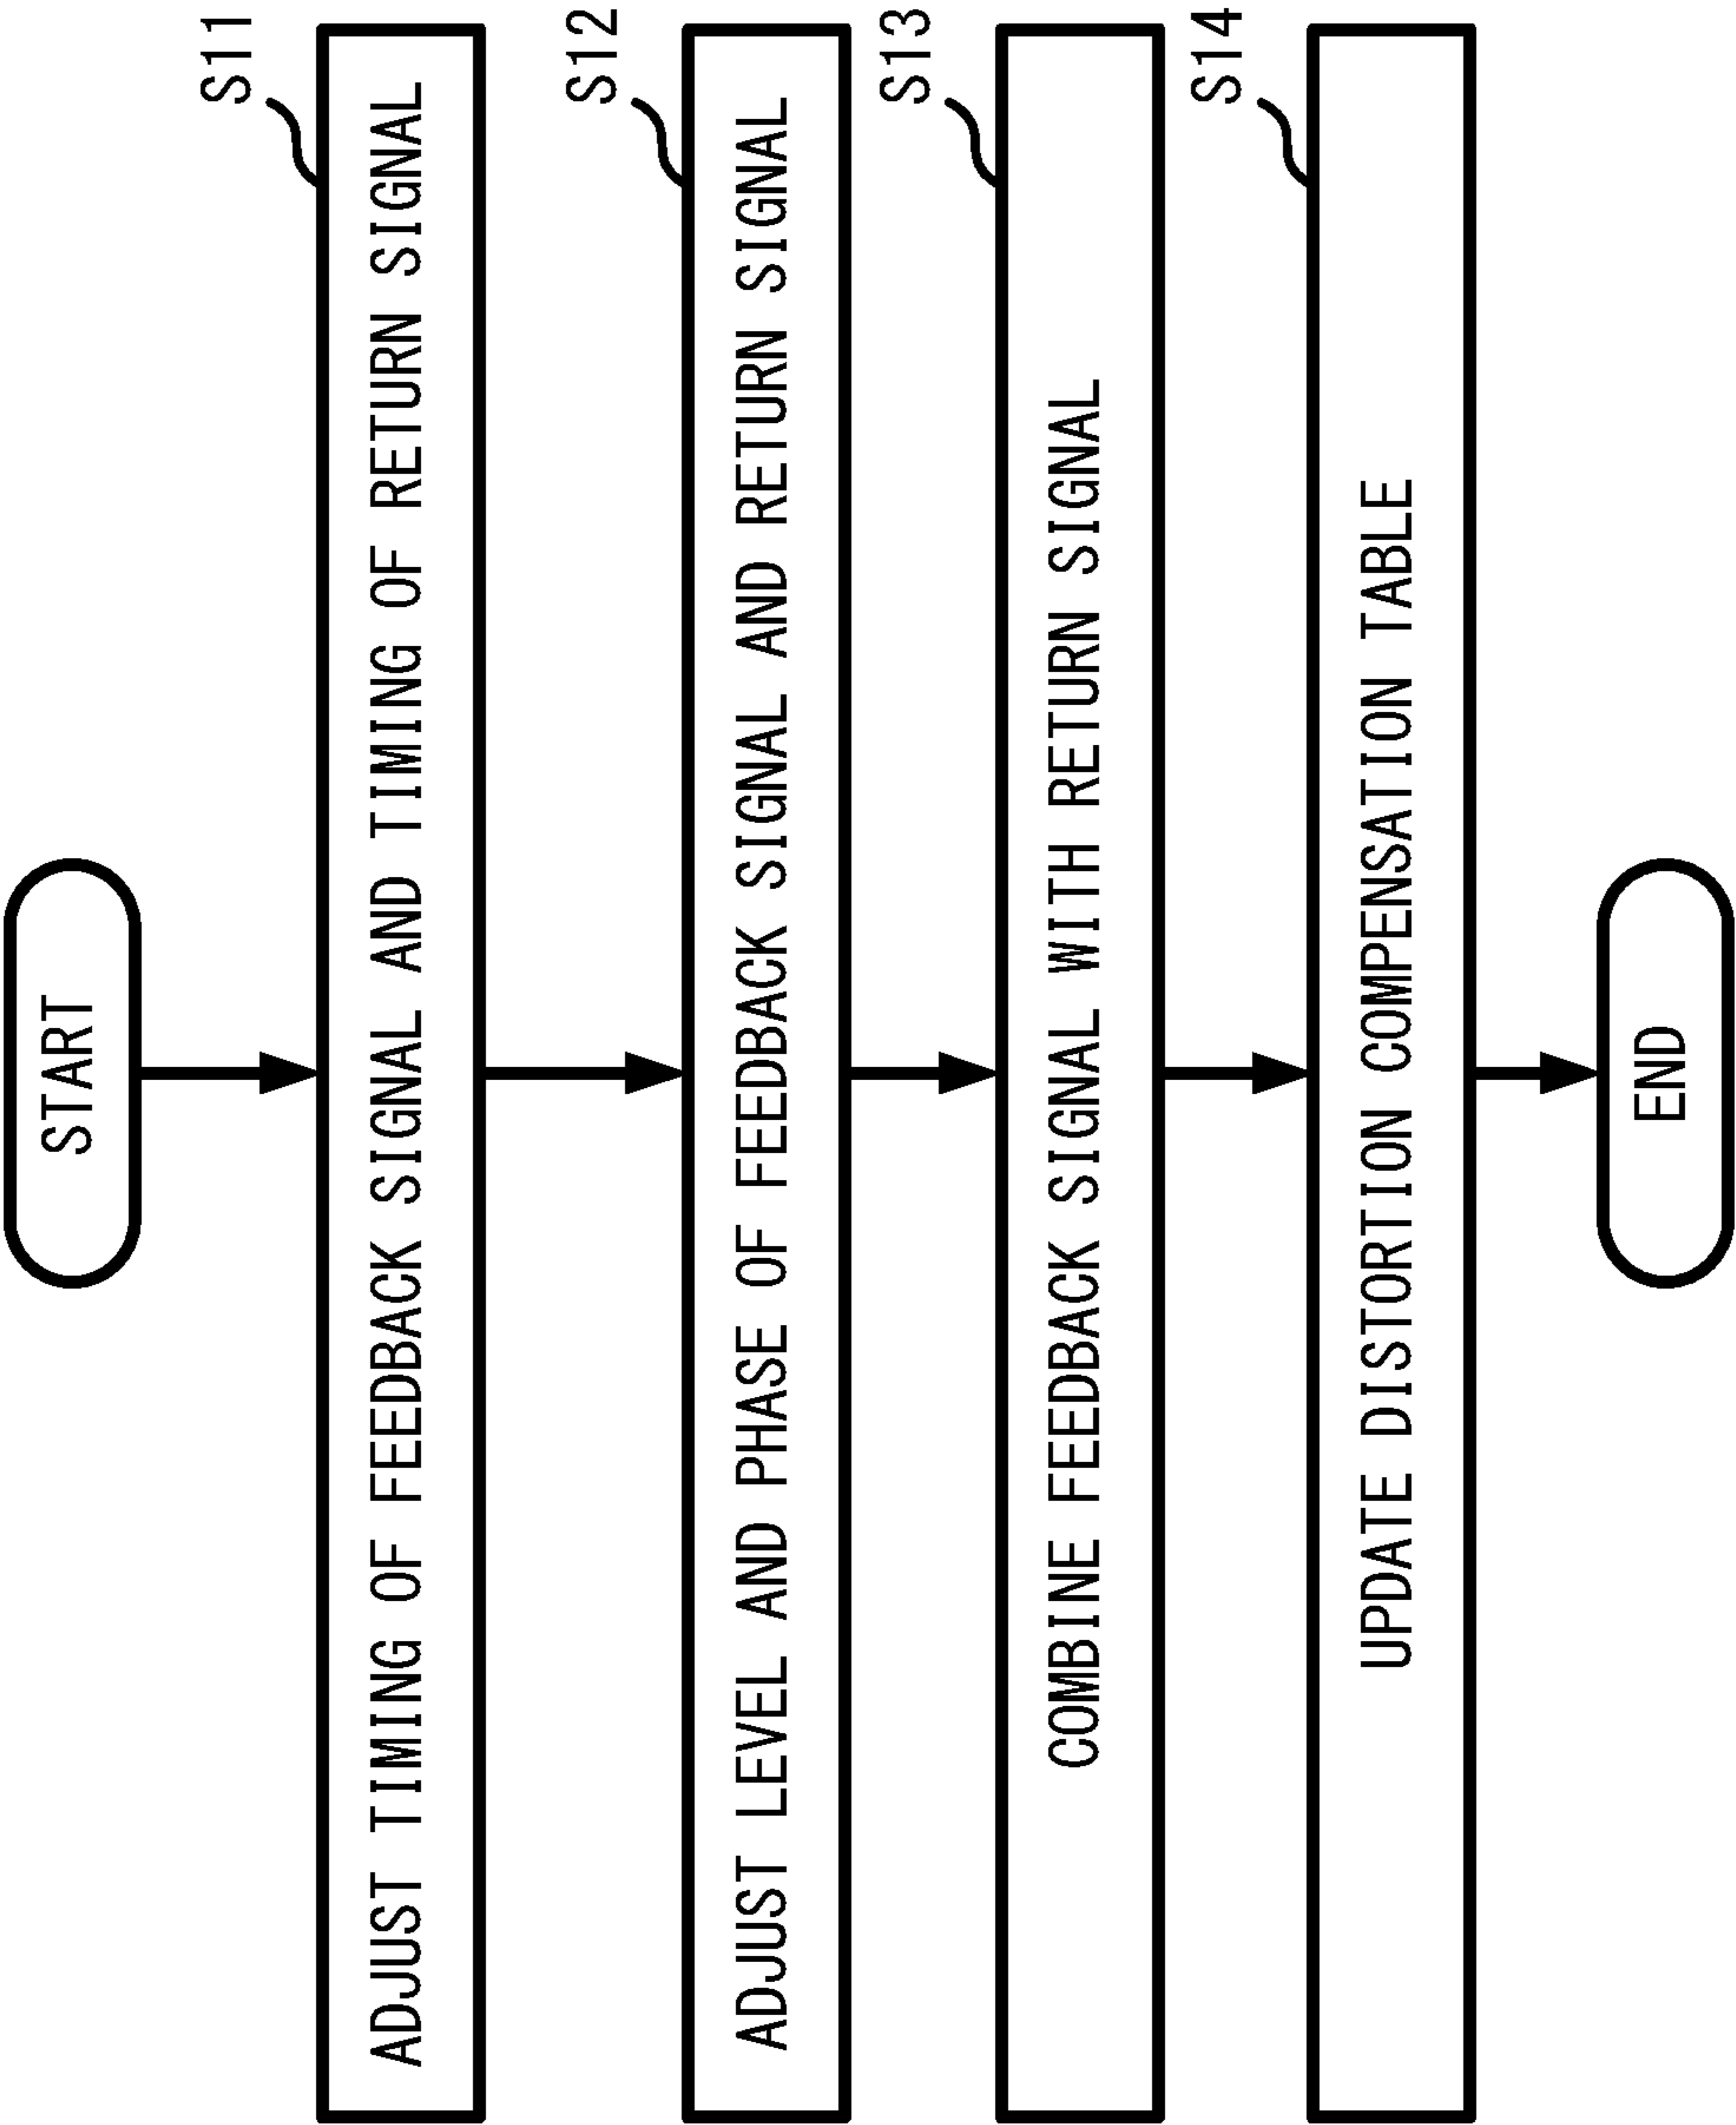 START
S11
ADJUST TIMING OF FEEDBACK SIGNAL AND TIMING OF RETURN SIGNAL
S12
ADJUST LEVEL AND PHASE OF FEEDBACK SIGNAL AND RETURN SIGNAL
S13
COMBINE FEEDBACK SIGNAL WITH RETURN SIGNAL
S14
UPDATE DISTORTION COMPENSATION TABLE
END